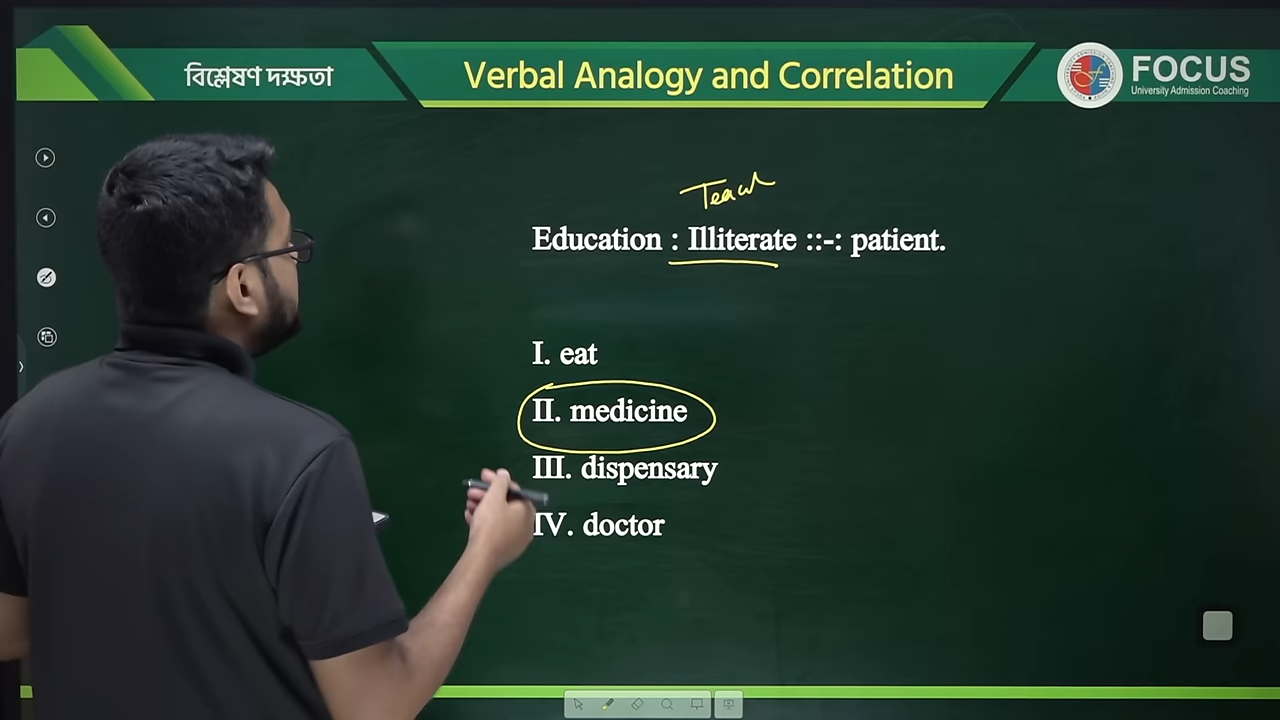 বিশ্লেষণ দক্ষতা
Verbal Analogy and Correlation
FOCUS
University Admission Coaching
Education : Illiterate ::-: patient.
I. eat
II. medicine
III. dispensary
IV. doctor